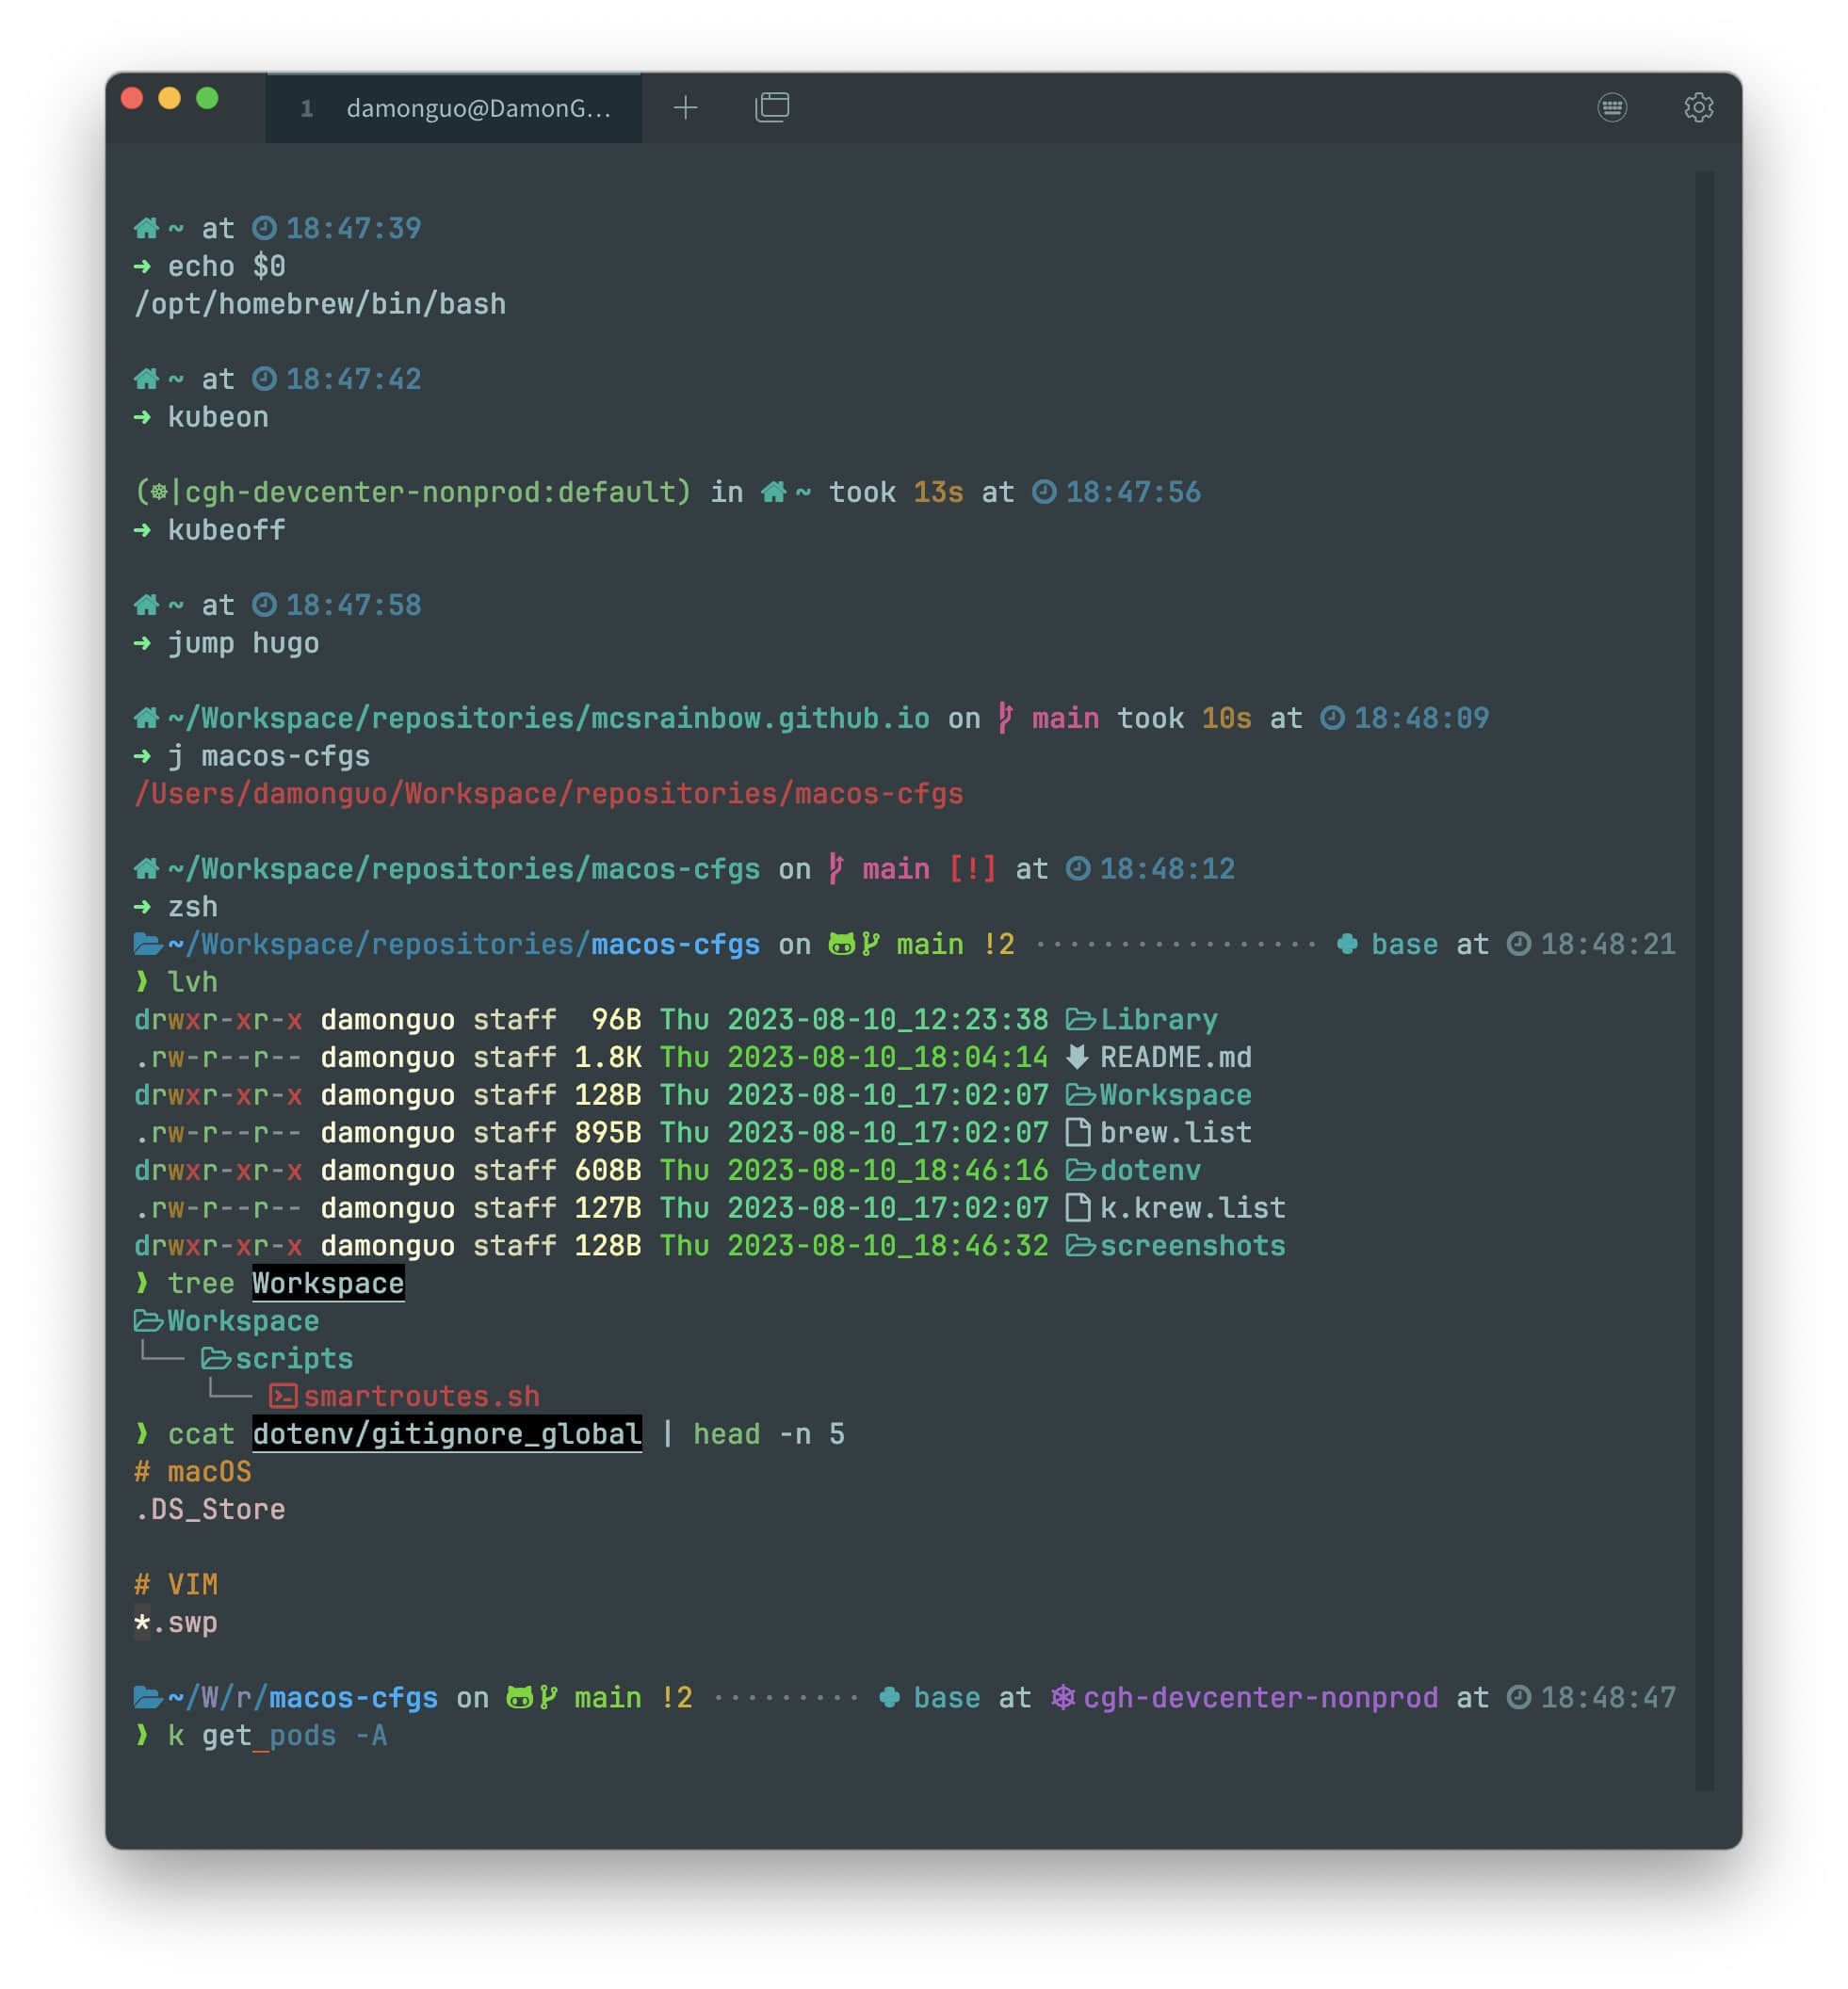 1 damonguo@DamonG...
~ at 18:47:39
➜ echo $0
/opt/homebrew/bin/bash
~ at 18:47:42
➜ kubeon
(☸|cgh-devcenter-nonprod:default) in ~ took 13s at 18:47:56
➜ kubeoff
~ at 18:47:58
➜ jump hugo
~/Workspace/repositories/mcsrainbow.github.io on main took 10s at 18:48:09
➜ j macos-cfgs
/Users/damonguo/Workspace/repositories/macos-cfgs
~/Workspace/repositories/macos-cfgs on main [!] at 18:48:12
➜ zsh
~/Workspace/repositories/macos-cfgs on main !2 ················· base at 18:48:21
❱ lvh
drwxr-xr-x damonguo staff 96B Thu 2023-08-10_12:23:38 Library
.rw-r--r-- damonguo staff 1.8K Thu 2023-08-10_18:04:14 README.md
drwxr-xr-x damonguo staff 128B Thu 2023-08-10_17:02:07 Workspace
.rw-r--r-- damonguo staff 895B Thu 2023-08-10_17:02:07 brew.list
drwxr-xr-x damonguo staff 608B Thu 2023-08-10_18:46:16 dotenv
.rw-r--r-- damonguo staff 127B Thu 2023-08-10_17:02:07 k.krew.list
drwxr-xr-x damonguo staff 128B Thu 2023-08-10_18:46:32 screenshots
❱ tree Workspace
Workspace
└── scripts
    └── smartroutes.sh
❱ ccat dotenv/gitignore_global | head -n 5
# macOS
.DS_Store
# VIM
*.swp
~/W/r/macos-cfgs on main !2 ········· base at ☸ cgh-devcenter-nonprod at 18:48:47
❱ k get_pods -A